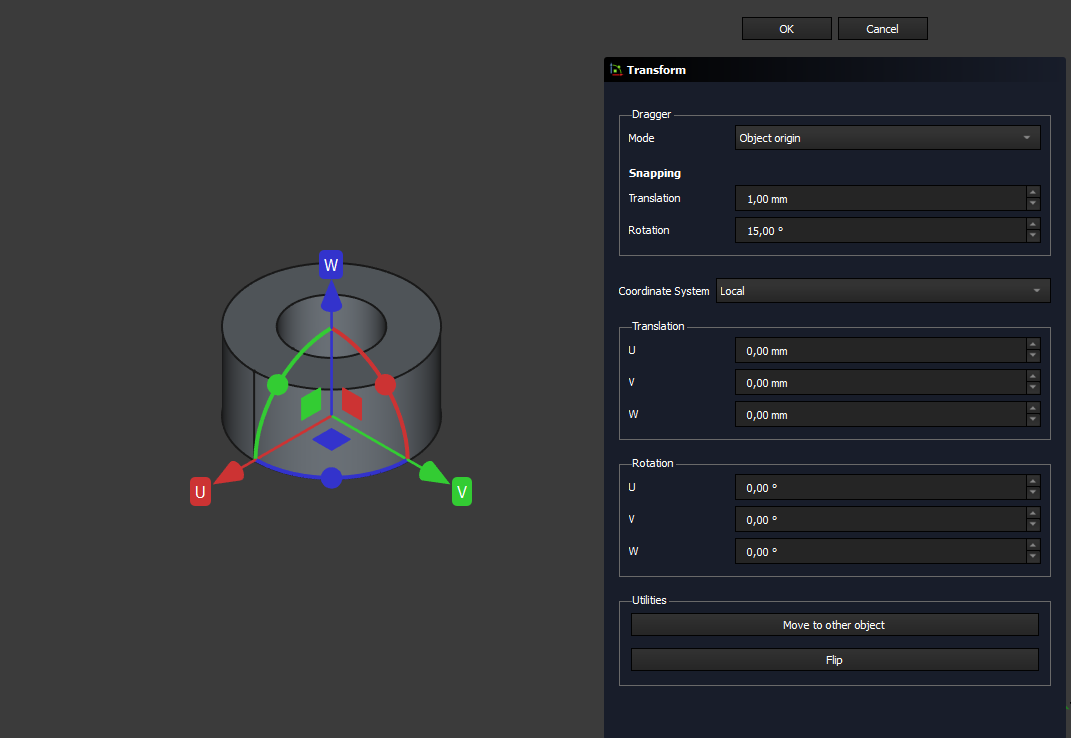 OK Cancel
Transform
Dragger
Mode Object origin
Snapping
Translation 1,00 mm
Rotation 15,00 °
Coordinate System Local
Translation
U 0,00 mm
V 0,00 mm
W 0,00 mm
Rotation
U 0,00 °
V 0,00 °
W 0,00 °
Utilities
Move to other object
Flip
W
U
V